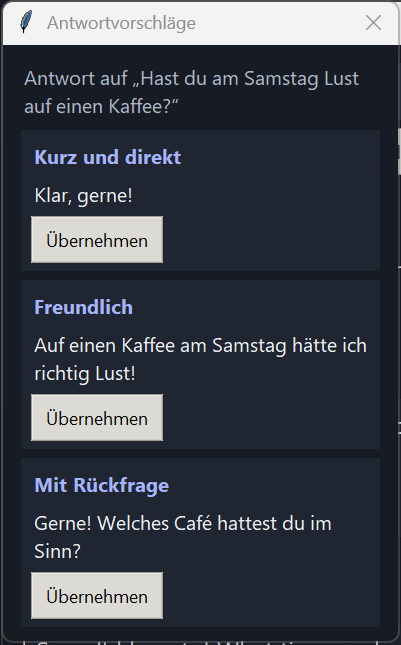 Antwortvorschläge
Antwort auf „Hast du am Samstag Lust
auf einen Kaffee?“
Kurz und direkt
Klar, gerne!
Übernehmen
Freundlich
Auf einen Kaffee am Samstag hätte ich
richtig Lust!
Übernehmen
Mit Rückfrage
Gerne! Welches Café hattest du im
Sinn?
Übernehmen